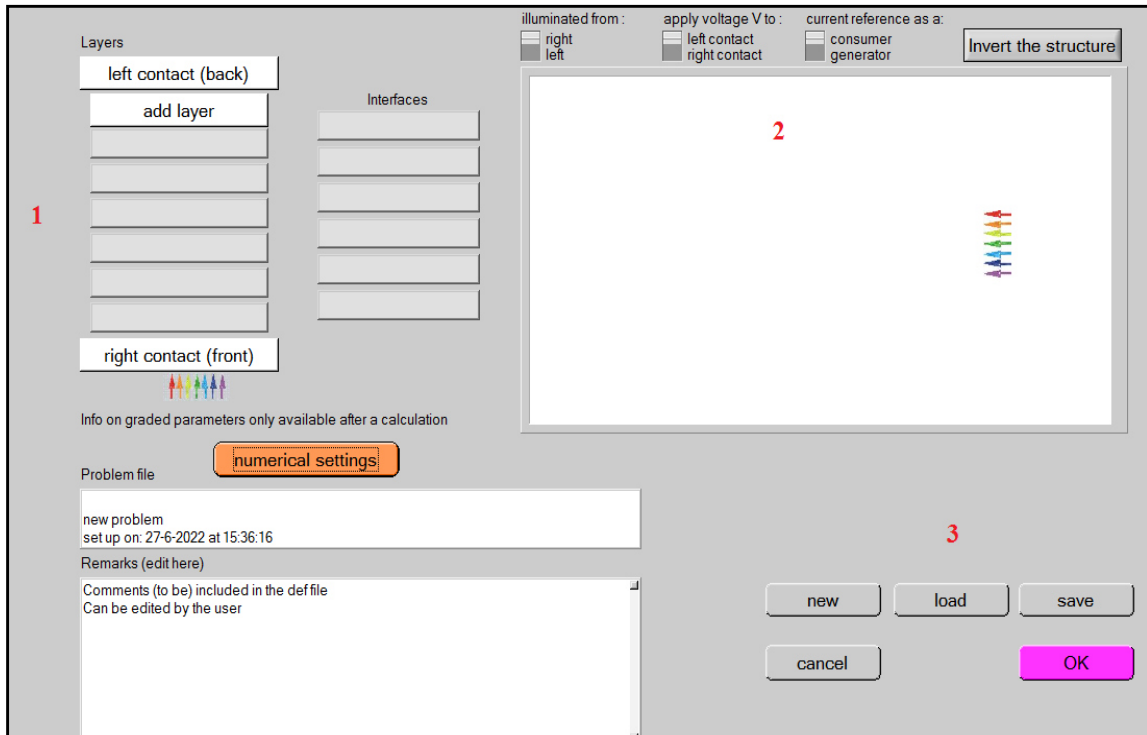 illuminated from :
right
left
apply voltage V to :
left contact
right contact
current reference as a:
consumer
generator
Invert the structure
Layers
left contact (back)
add layer
Interfaces
1
2
right contact (front)
Info on graded parameters only available after a calculation
numerical settings
Problem file
new problem
set up on: 27-6-2022 at 15:36:16
Remarks (edit here)
Comments (to be) included in the def file
Can be edited by the user
3
new
load
save
cancel
OK